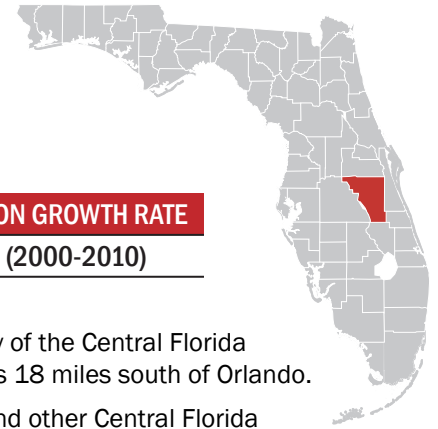 ON GROWTH RATE
(2000-2010)
of the Central Florida
s 18 miles south of Orlando.
nd other Central Florida